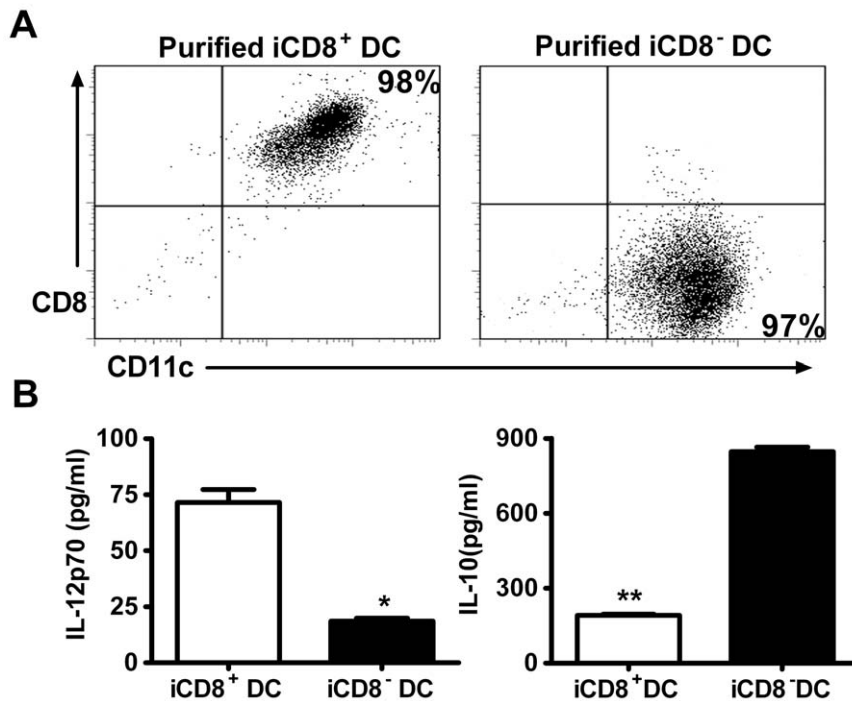 A
Purified iCD8⁺ DC
Purified iCD8⁻ DC
98%
97%
CD8
CD11c
B
IL-12p70 (pg/ml)
100
75
50
25
0
*
iCD8⁺ DC
iCD8⁻ DC
IL-10(pg/ml)
900
600
300
0
**
iCD8⁺DC
iCD8⁻DC